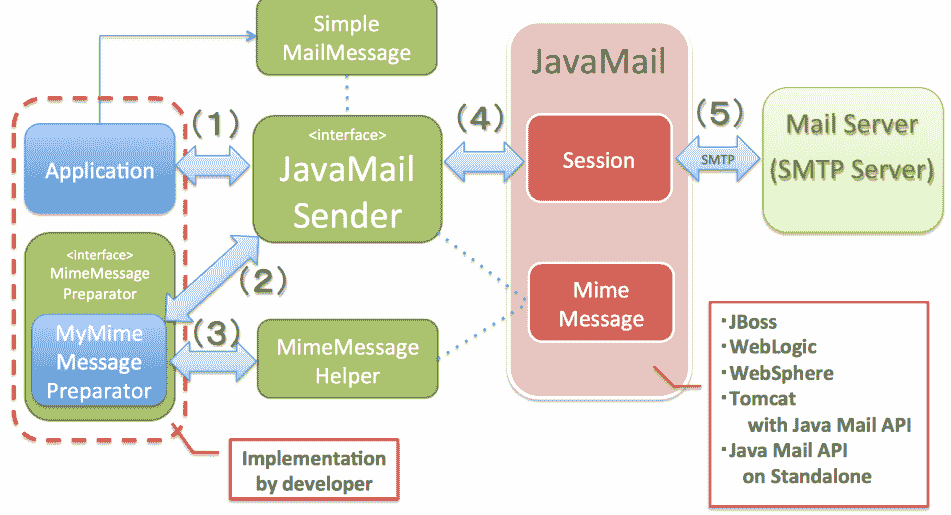 Simple
MailMessage
JavaMail
(1)
(4)
(5)
Application
<interface>
JavaMail
Sender
Session
SMTP
Mail Server
(SMTP Server)
<interface>
MimeMessage
Preparator
(2)
MyMime
Message
Preparator
(3)
MimeMessage
Helper
Mime
Message
・JBoss
・WebLogic
・WebSphere
・Tomcat
with Java Mail API
・Java Mail API
on Standalone
Implementation
by developer